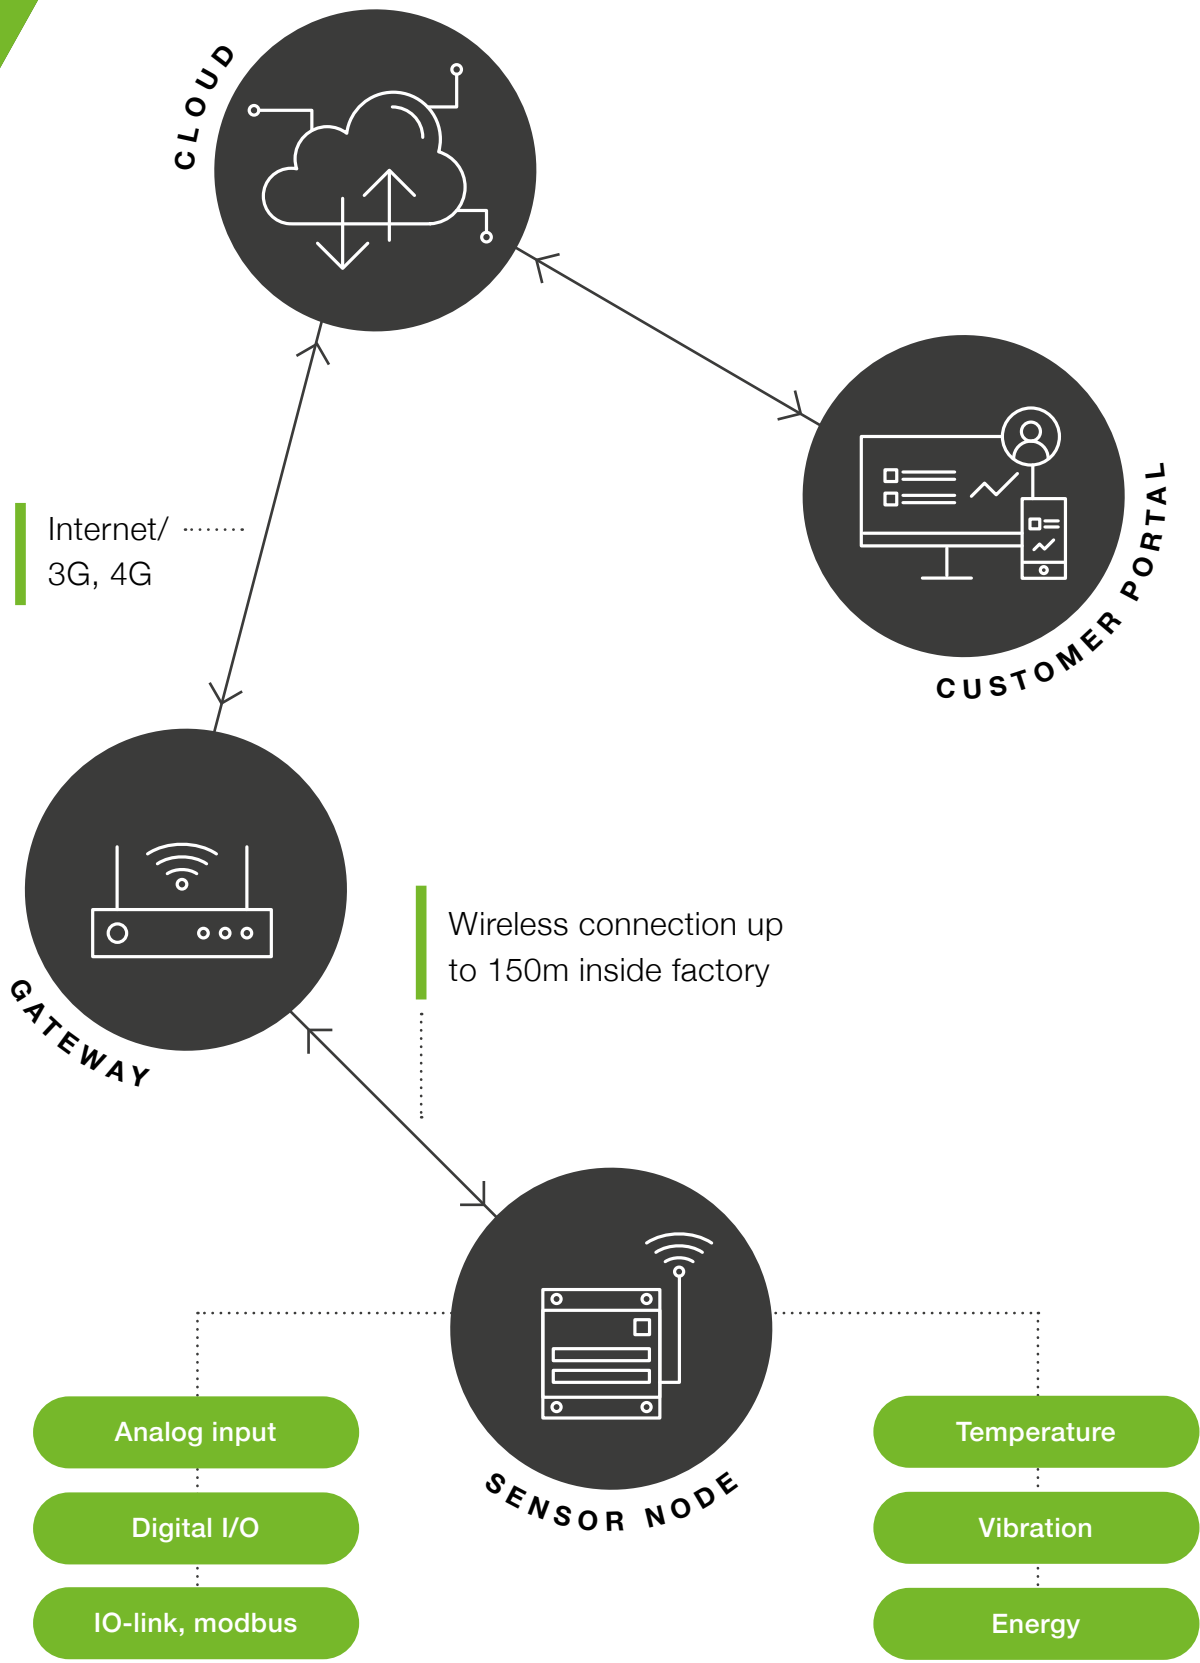 CLOUD
CUSTOMER PORTAL
Internet/
3G, 4G
GATEWAY
Wireless connection up
to 150m inside factory
SENSOR NODE
Analog input
Digital I/O
IO-link, modbus
Temperature
Vibration
Energy